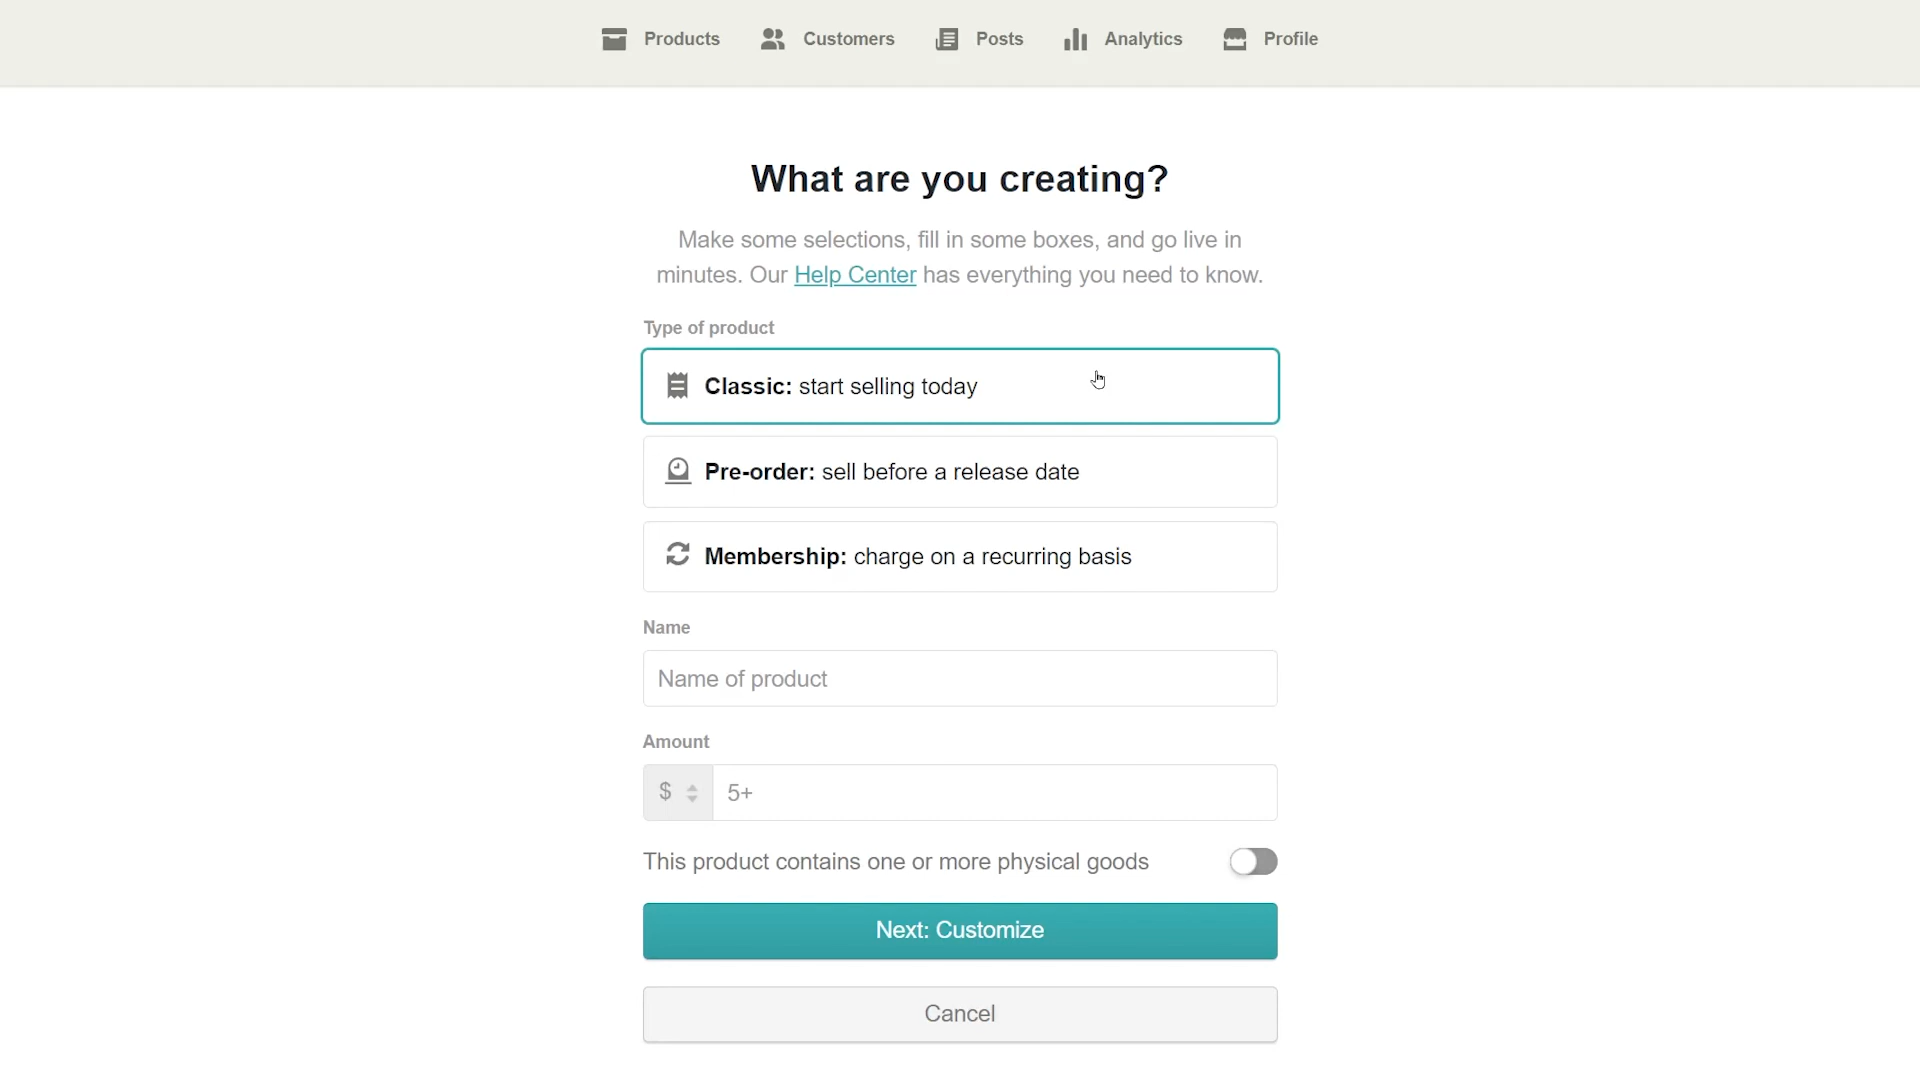 Products Customers Posts Analytics Profile
What are you creating?
Make some selections, fill in some boxes, and go live in
minutes. Our Help Center has everything you need to know.
Type of product
Classic: start selling today
Pre-order: sell before a release date
Membership: charge on a recurring basis
Name
Name of product
Amount
$ 5+
This product contains one or more physical goods
Next: Customize
Cancel